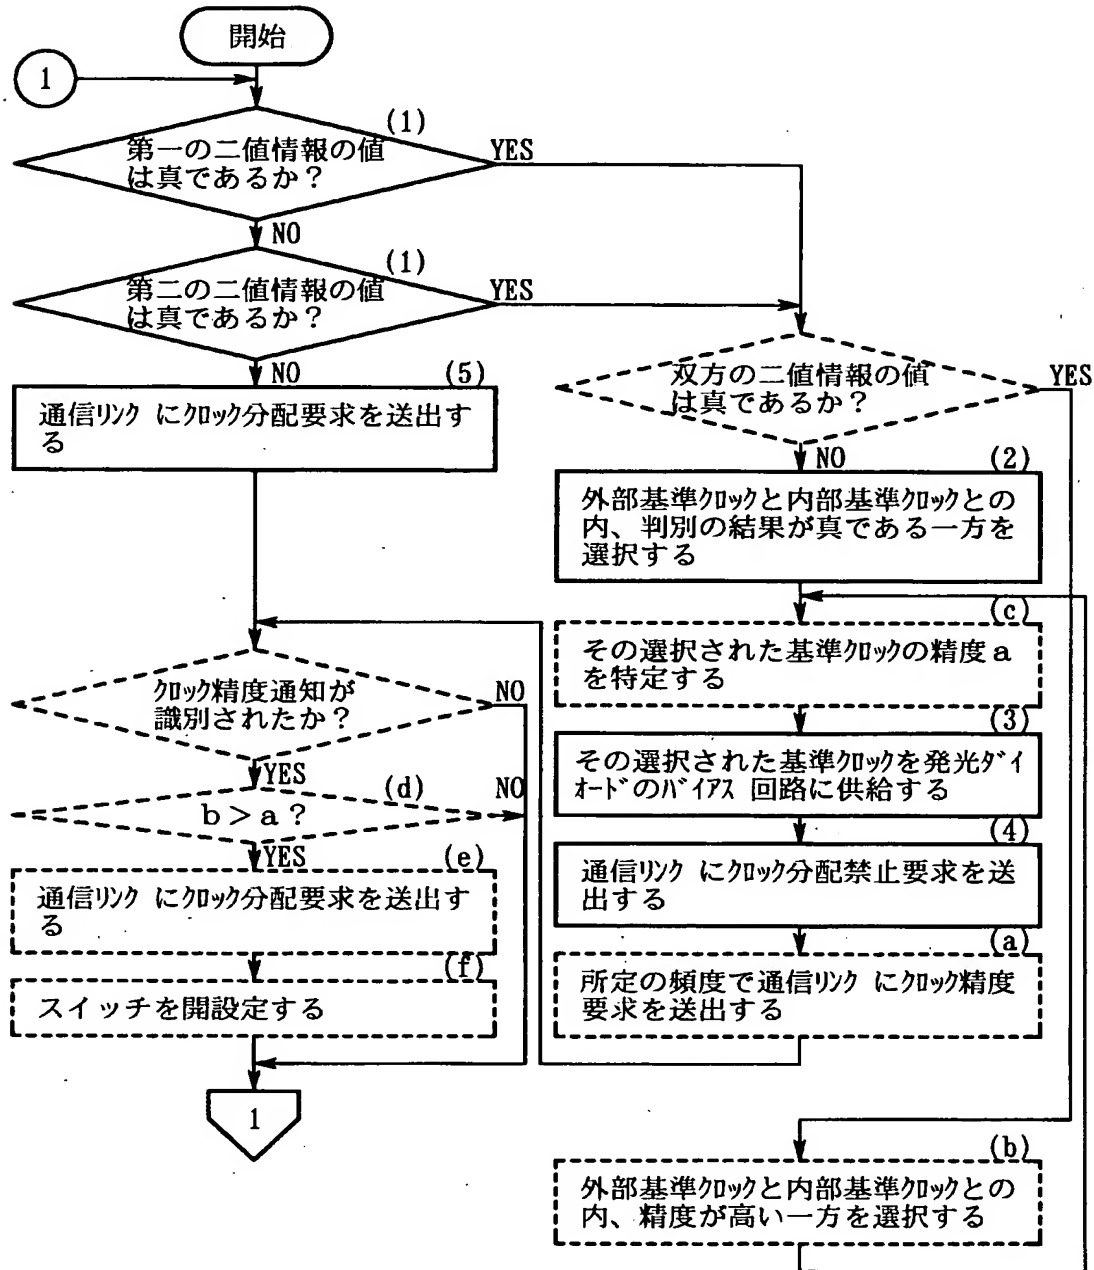 開始
1
(1)
第一の二値情報の値
は真であるか?
YES
NO
(1)
第二の二値情報の値
は真であるか?
YES
NO
(5)
通信ﾘﾝｸ にｸﾛｯｸ分配要求を送出す
る
双方の二値情報の値
は真であるか?
YES
NO
(2)
外部基準ｸﾛｯｸと内部基準ｸﾛｯｸとの
内、判別の結果が真である一方を
選択する
(c)
その選択された基準ｸﾛｯｸの精度a
を特定する
(3)
その選択された基準ｸﾛｯｸを発光ﾀﾞｲ
ｵｰﾄﾞのﾊﾞｲｱｽ 回路に供給する
(4)
通信ﾘﾝｸ にｸﾛｯｸ分配禁止要求を送
出する
(a)
所定の頻度で通信ﾘﾝｸ にｸﾛｯｸ精度
要求を送出する
ｸﾛｯｸ精度通知が
識別されたか?
NO
YES
(d)
b>a?
NO
YES
(e)
通信ﾘﾝｸ にｸﾛｯｸ分配要求を送出す
る
(f)
スイッチを開設定する
1
(b)
外部基準ｸﾛｯｸと内部基準ｸﾛｯｸとの
内、精度が高い一方を選択する